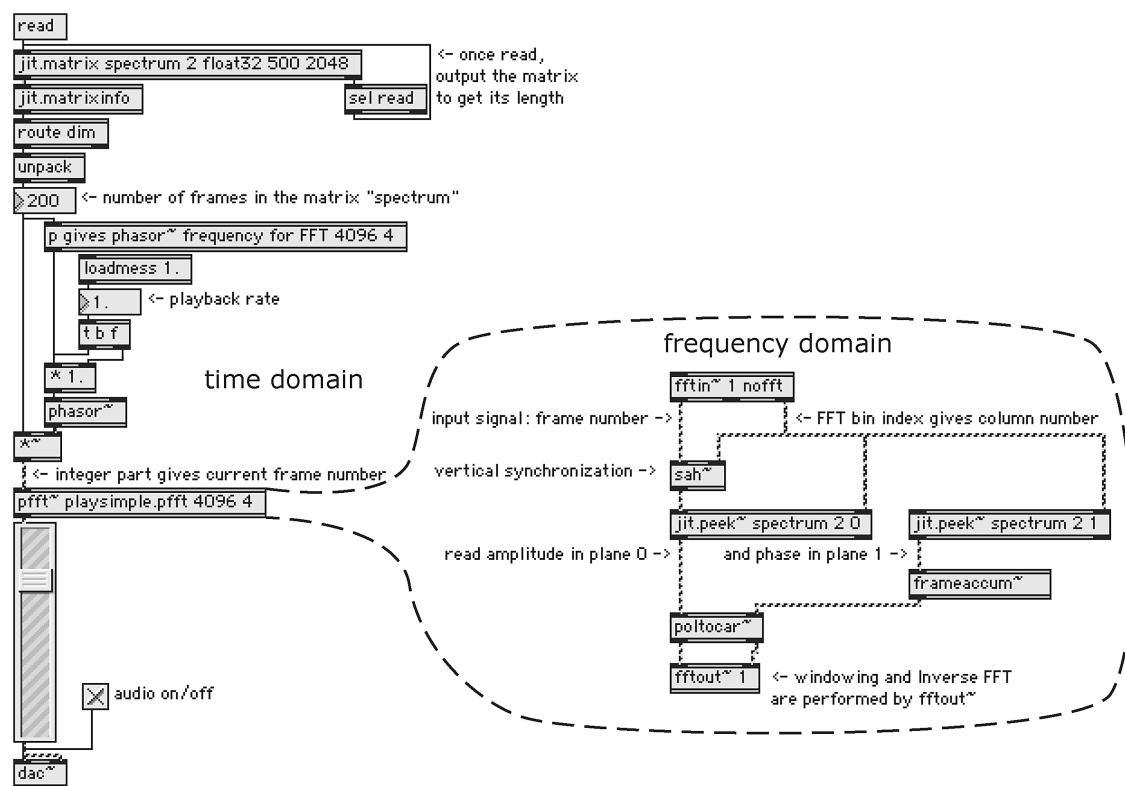 read
jit.matrix spectrum 2 float32 500 2048
<- once read,
output the matrix
to get its length
jit.matrixinfo
sel read
route dim
unpack
200
<- number of frames in the matrix "spectrum"
p gives phasor~ frequency for FFT 4096 4
loadmess 1.
1.
<- playback rate
t b f
* 1.
time domain
phasor~
*~
<- integer part gives current frame number
pfft~ playsimple.pfft 4096 4
audio on/off
dac~
frequency domain
fftin~ 1 nofft
input signal: frame number ->
<- FFT bin index gives column number
vertical synchronization ->
sah~
jit.peek~ spectrum 2 0
jit.peek~ spectrum 2 1
read amplitude in plane 0 ->
and phase in plane 1 ->
frameaccum~
poltocar~
fftout~ 1
<- windowing and Inverse FFT
are performed by fftout~